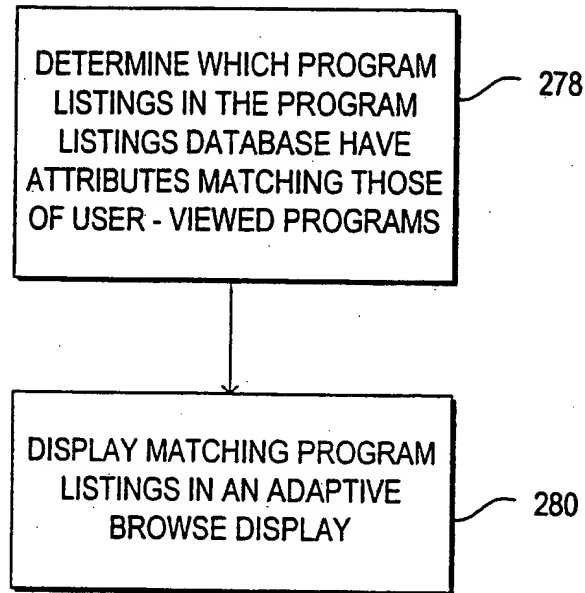 DETERMINE WHICH PROGRAM
LISTINGS IN THE PROGRAM
LISTINGS DATABASE HAVE
ATTRIBUTES MATCHING THOSE
OF USER - VIEWED PROGRAMS
278
DISPLAY MATCHING PROGRAM
LISTINGS IN AN ADAPTIVE
BROWSE DISPLAY
280